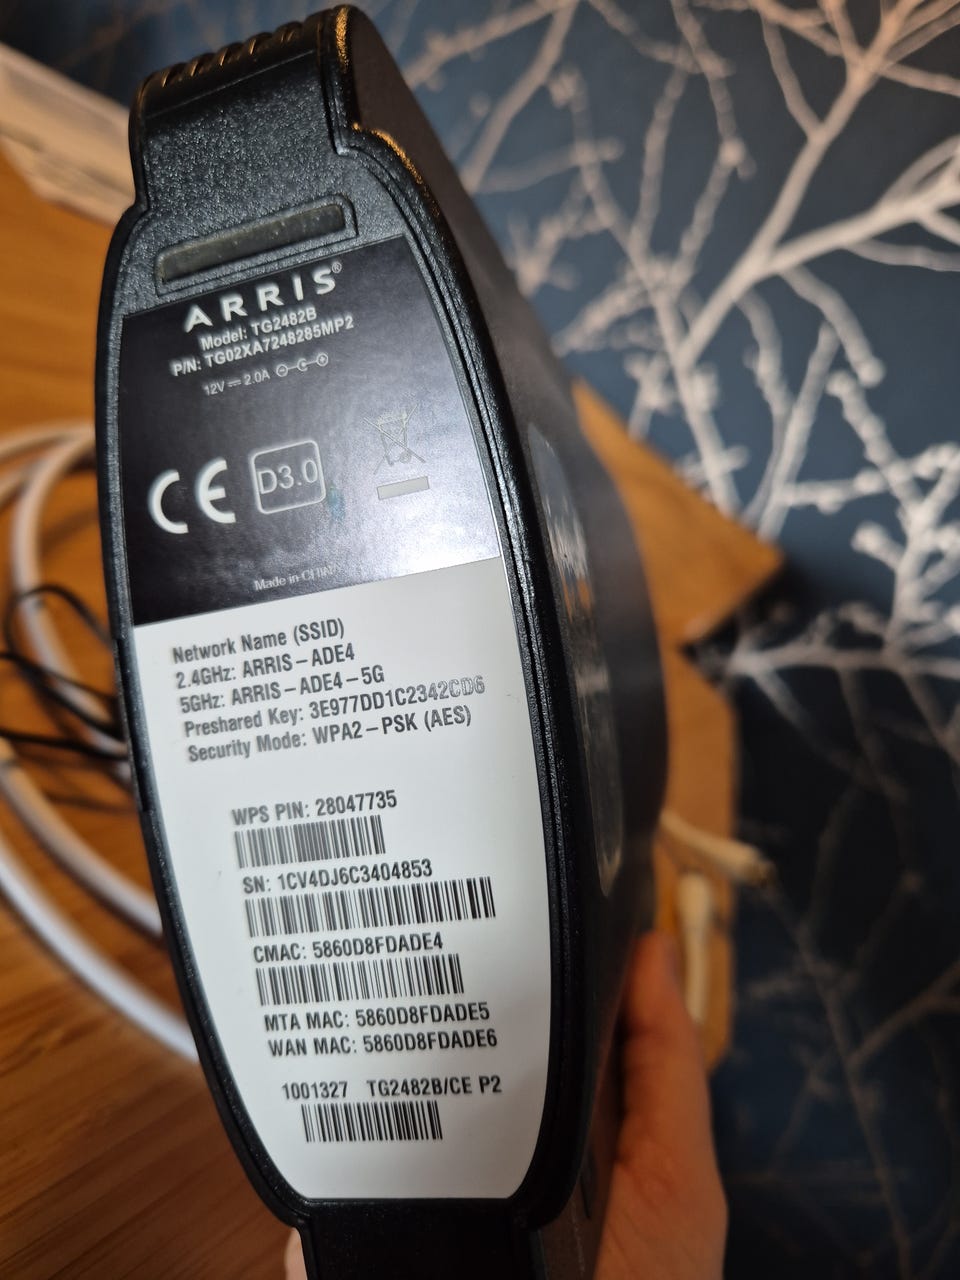 ARRIS®
Model: TG2482B
P/N: TG02XA7248285MP2
12V 2.0A
CE
D3.0
Made in CHINA
Network Name (SSID)
2.4GHz: ARRIS-ADE4
5GHz: ARRIS-ADE4-5G
Preshared Key: 3E977DD1C2342CD6
Security Mode: WPA2-PSK (AES)
WPS PIN: 28047735
SN: 1CV4DJ6C3404853
CMAC: 5860D8FDADE4
MTA MAC: 5860D8FDADE5
WAN MAC: 5860D8FDADE6
1001327 TG2482B/CE P2